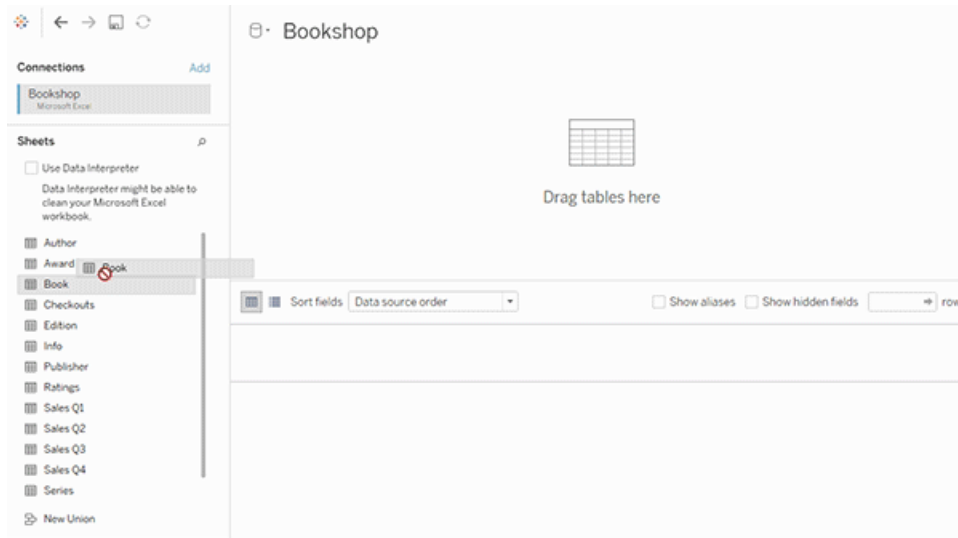 Bookshop
Connections
Add
Bookshop
Microsoft Excel
Sheets
Use Data Interpreter
Data Interpreter might be able to
clean your Microsoft Excel
workbook.
Author
Award
Book
Book
Checkouts
Edition
Info
Publisher
Ratings
Sales Q1
Sales Q2
Sales Q3
Sales Q4
Series
New Union
Drag tables here
Sort fields
Data source order
Show aliases
Show hidden fields
row